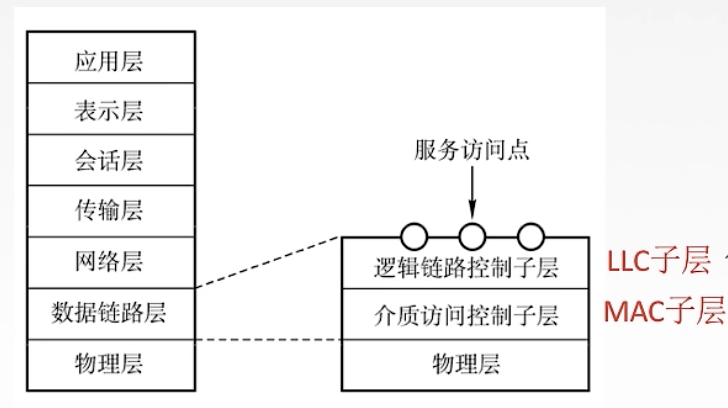 应用层
表示层
会话层
传输层
网络层
数据链路层
物理层
服务访问点
逻辑链路控制子层
介质访问控制子层
物理层
LLC子层
MAC子层